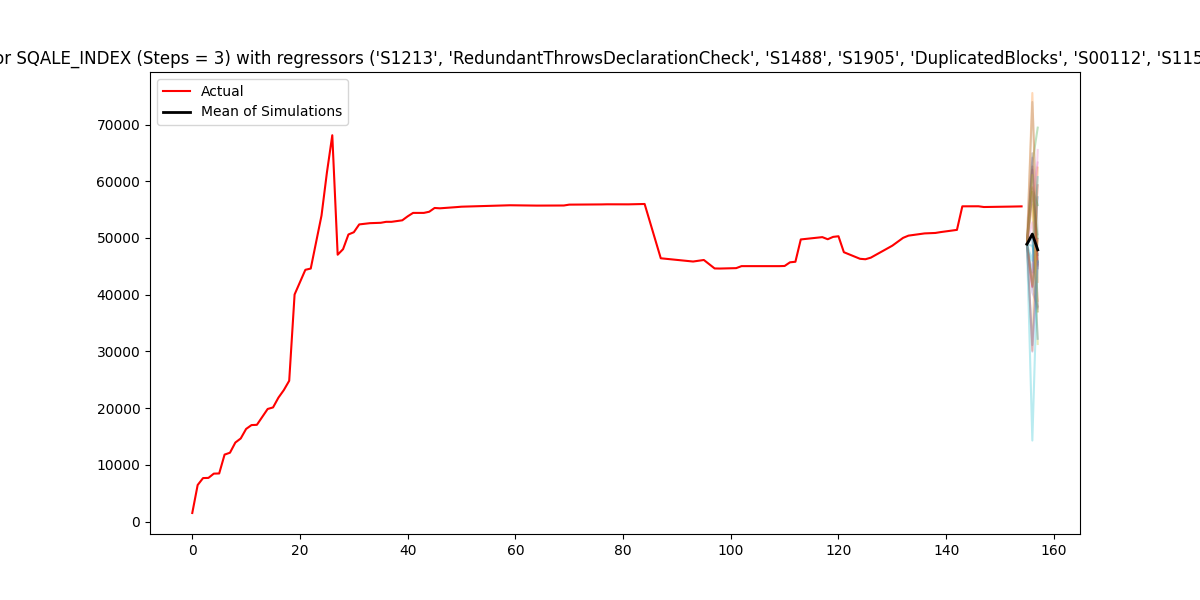 or SQALE_INDEX (Steps = 3) with regressors ('S1213', 'RedundantThrowsDeclarationCheck', 'S1488', 'S1905', 'DuplicatedBlocks', 'S00112', 'S115
Actual
Mean of Simulations
70000
60000
50000
40000
30000
20000
10000
0
0 20 40 60 80 100 120 140 160